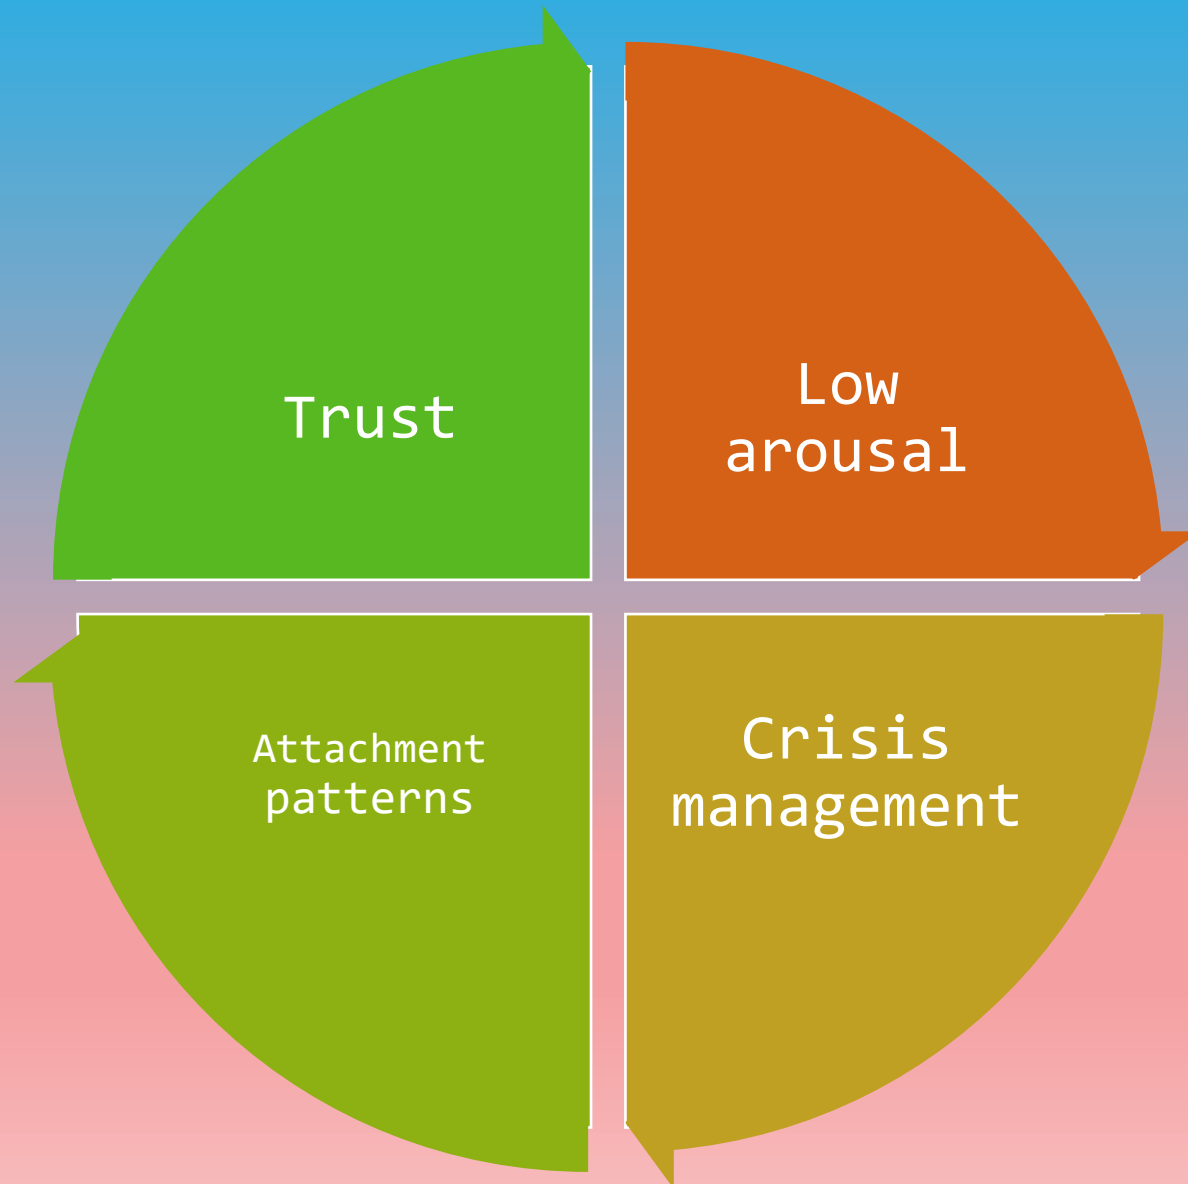 Trust
Low
arousal
Attachment
patterns
Crisis
management